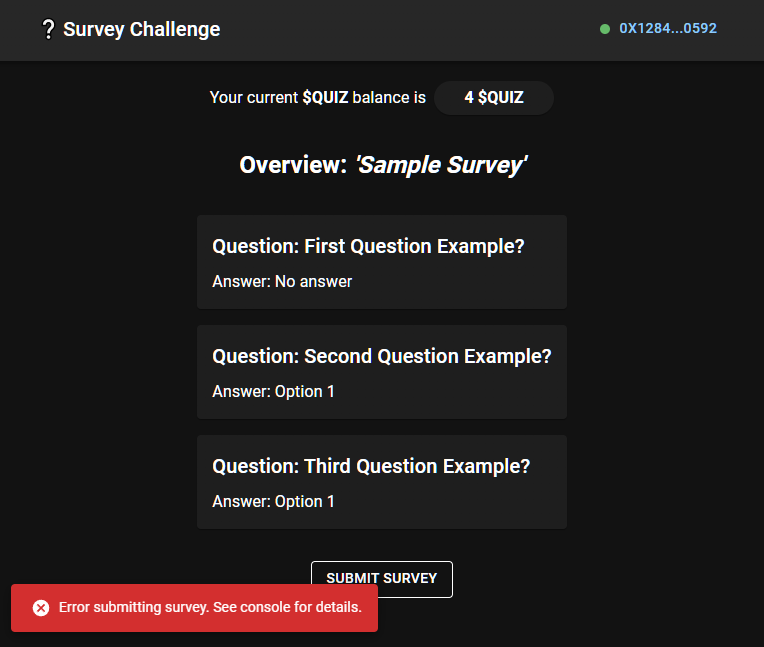 ? Survey Challenge
0X1284...0592
Your current $QUIZ balance is 4 $QUIZ
Overview: 'Sample Survey'
Question: First Question Example?
Answer: No answer
Question: Second Question Example?
Answer: Option 1
Question: Third Question Example?
Answer: Option 1
SUBMIT SURVEY
Error submitting survey. See console for details.